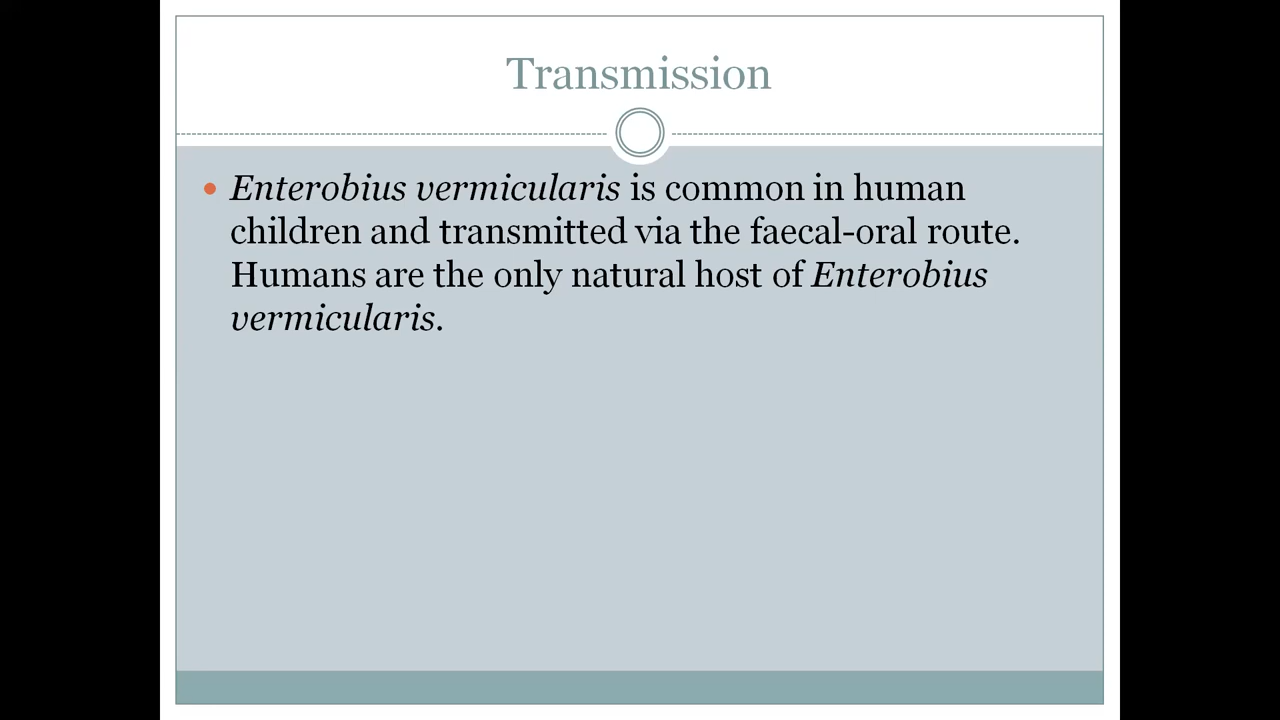 Transmission
Enterobius vermicularis is common in human
children and transmitted via the faecal-oral route.
Humans are the only natural host of Enterobius
vermicularis.